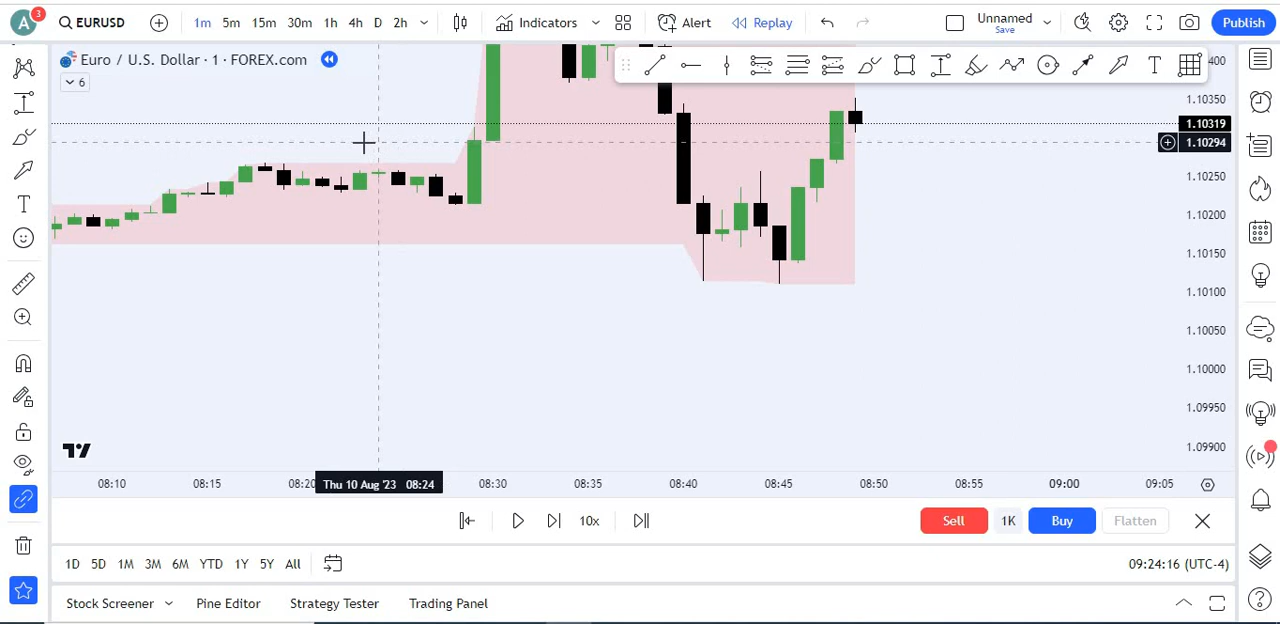 A 3 EURUSD 1m 5m 15m 30m 1h 4h D 2h Indicators Alert Replay Unnamed Save Publish
Euro / U.S. Dollar · 1 · FOREX.com
6
400
1.10350
1.10319
1.10294
1.10250
1.10200
1.10150
1.10100
1.10050
1.10000
1.09950
1.09900
T
T
08:10 08:15 08:20 Thu 10 Aug '23 08:24 08:30 08:35 08:40 08:45 08:50 08:55 09:00 09:05
10x Sell 1K Buy Flatten
1D 5D 1M 3M 6M YTD 1Y 5Y All 09:24:16 (UTC-4)
Stock Screener Pine Editor Strategy Tester Trading Panel